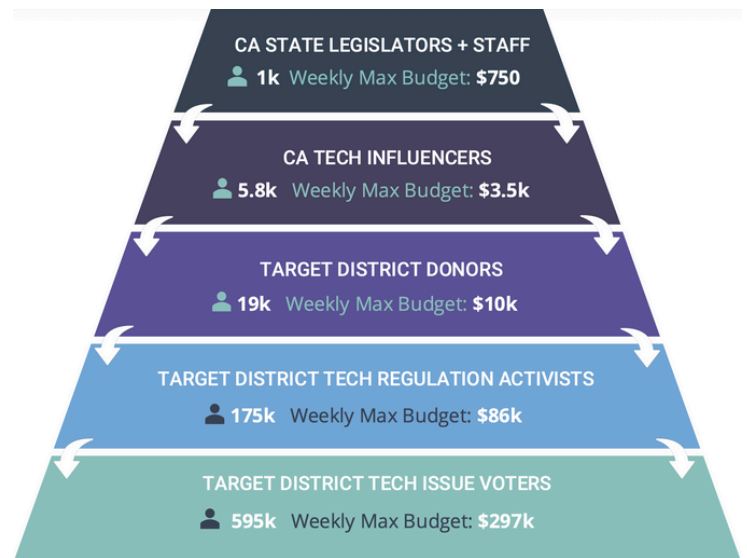 CA STATE LEGISLATORS + STAFF
1k Weekly Max Budget: $750
CA TECH INFLUENCERS
5.8k Weekly Max Budget: $3.5k
TARGET DISTRICT DONORS
19k Weekly Max Budget: $10k
TARGET DISTRICT TECH REGULATION ACTIVISTS
175k Weekly Max Budget: $86k
TARGET DISTRICT TECH ISSUE VOTERS
595k Weekly Max Budget: $297k